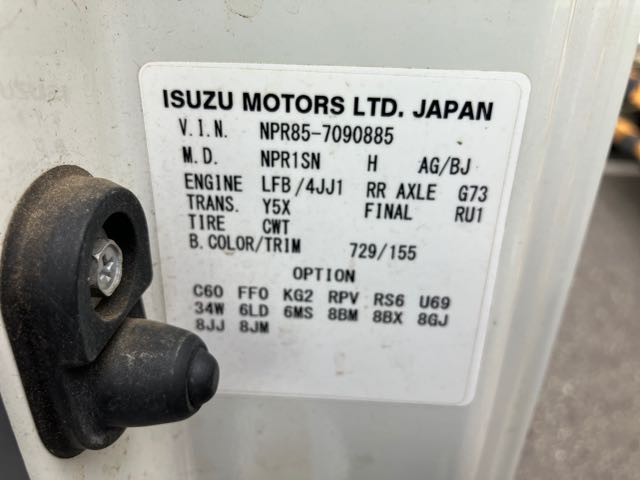 ISUZU MOTORS LTD. JAPAN
V.I.N. NPR85-7090885
M.D. NPR1SN H AG/BJ
ENGINE LFB/4JJ1 RR AXLE G73
TRANS. Y5X FINAL RU1
TIRE CWT
B.COLOR/TRIM 729/155
OPTION
C60 FF0 KG2 RPV RS6 U69
34W 6LD 6MS 8BM 8BX 8GJ
8JJ 8JM